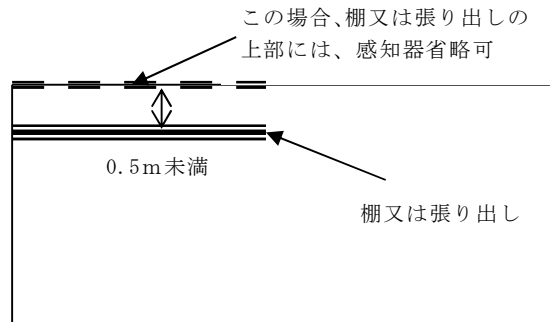 この場合、棚又は張り出しの
上部には、感知器省略可
0.5m未満
棚又は張り出し